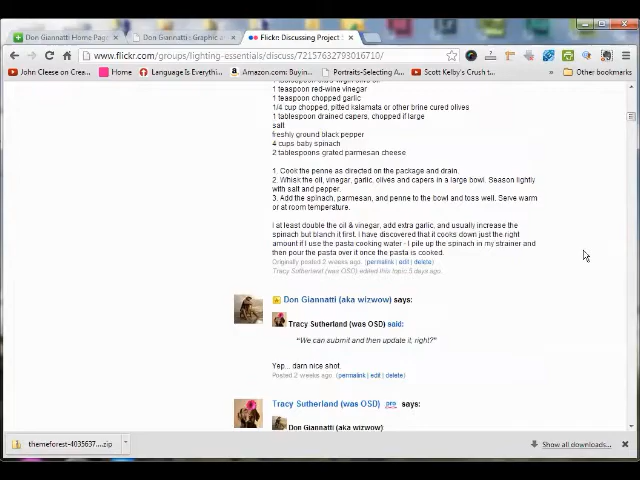 Don Giannatti Home Page
Don Giannatti: Graphic
Flickr: Discussing Project
www.flickr.com/groups/lighting-essentials/discuss/72157632793016710/
John Cleese on Crea...
Home
Language Is Everythi...
Amazon.com: Buyin...
Portraits-Selecting A...
Scott Kelby's Crush t...
Other bookmarks
1 teaspoon red-wine vinegar
1 teaspoon chopped garlic
1/4 cup chopped, pitted kalamata or other brine cured olives
1 tablespoon drained capers, chopped if large
salt
freshly ground black pepper
4 cups baby spinach
2 tablespoons grated parmesan cheese
1. Cook the penne as directed on the package and drain.
2. Whisk the oil, vinegar, garlic, olives and capers in a large bowl. Season lightly
with salt and pepper.
3. Add the spinach, parmesan, and penne to the bowl and toss well. Serve warm
or at room temperature.
I at least double the oil & vinegar, add extra garlic, and usually increase the
spinach but blanch it first. I have discovered that it cooks down just the right
amount if I use the pasta cooking water - I pile up the spinach in my strainer and
then pour the pasta over it once the pasta is cooked.
Originally posted 2 weeks ago. (permalink | edit | delete)
Tracy Sutherland (was OSD) edited this topic 5 days ago.
Don Giannatti (aka wizwow) says:
Tracy Sutherland (was OSD) said:
"We can submit and then update it, right?"
Yep... darn nice shot.
Posted 2 weeks ago. (permalink | edit | delete)
Tracy Sutherland (was OSD) pro says:
Don Giannatti (aka wizwow)
themeforest-4035637....zip
Show all downloads...